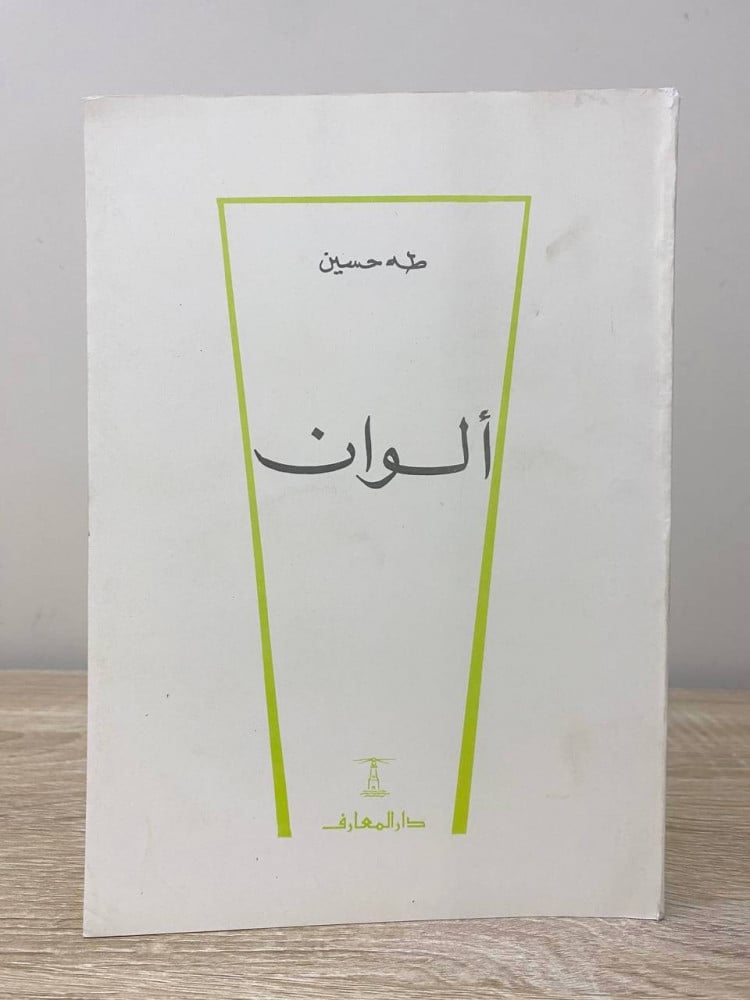 طه حسين
ألوان
دار المعارف